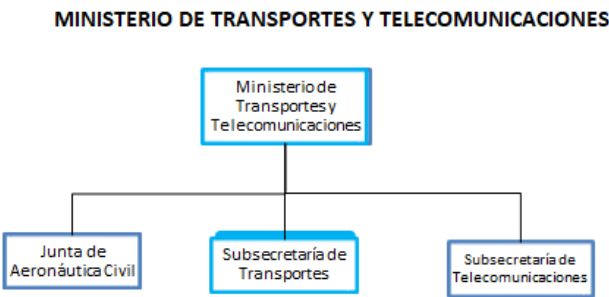 MINISTERIO DE TRANSPORTES Y TELECOMUNICACIONES
Ministerio de
Transportes y
Telecomunicaciones
Junta de
Aeronáutica Civil
Subsecretaría de
Transportes
Subsecretaría de
Telecomunicaciones